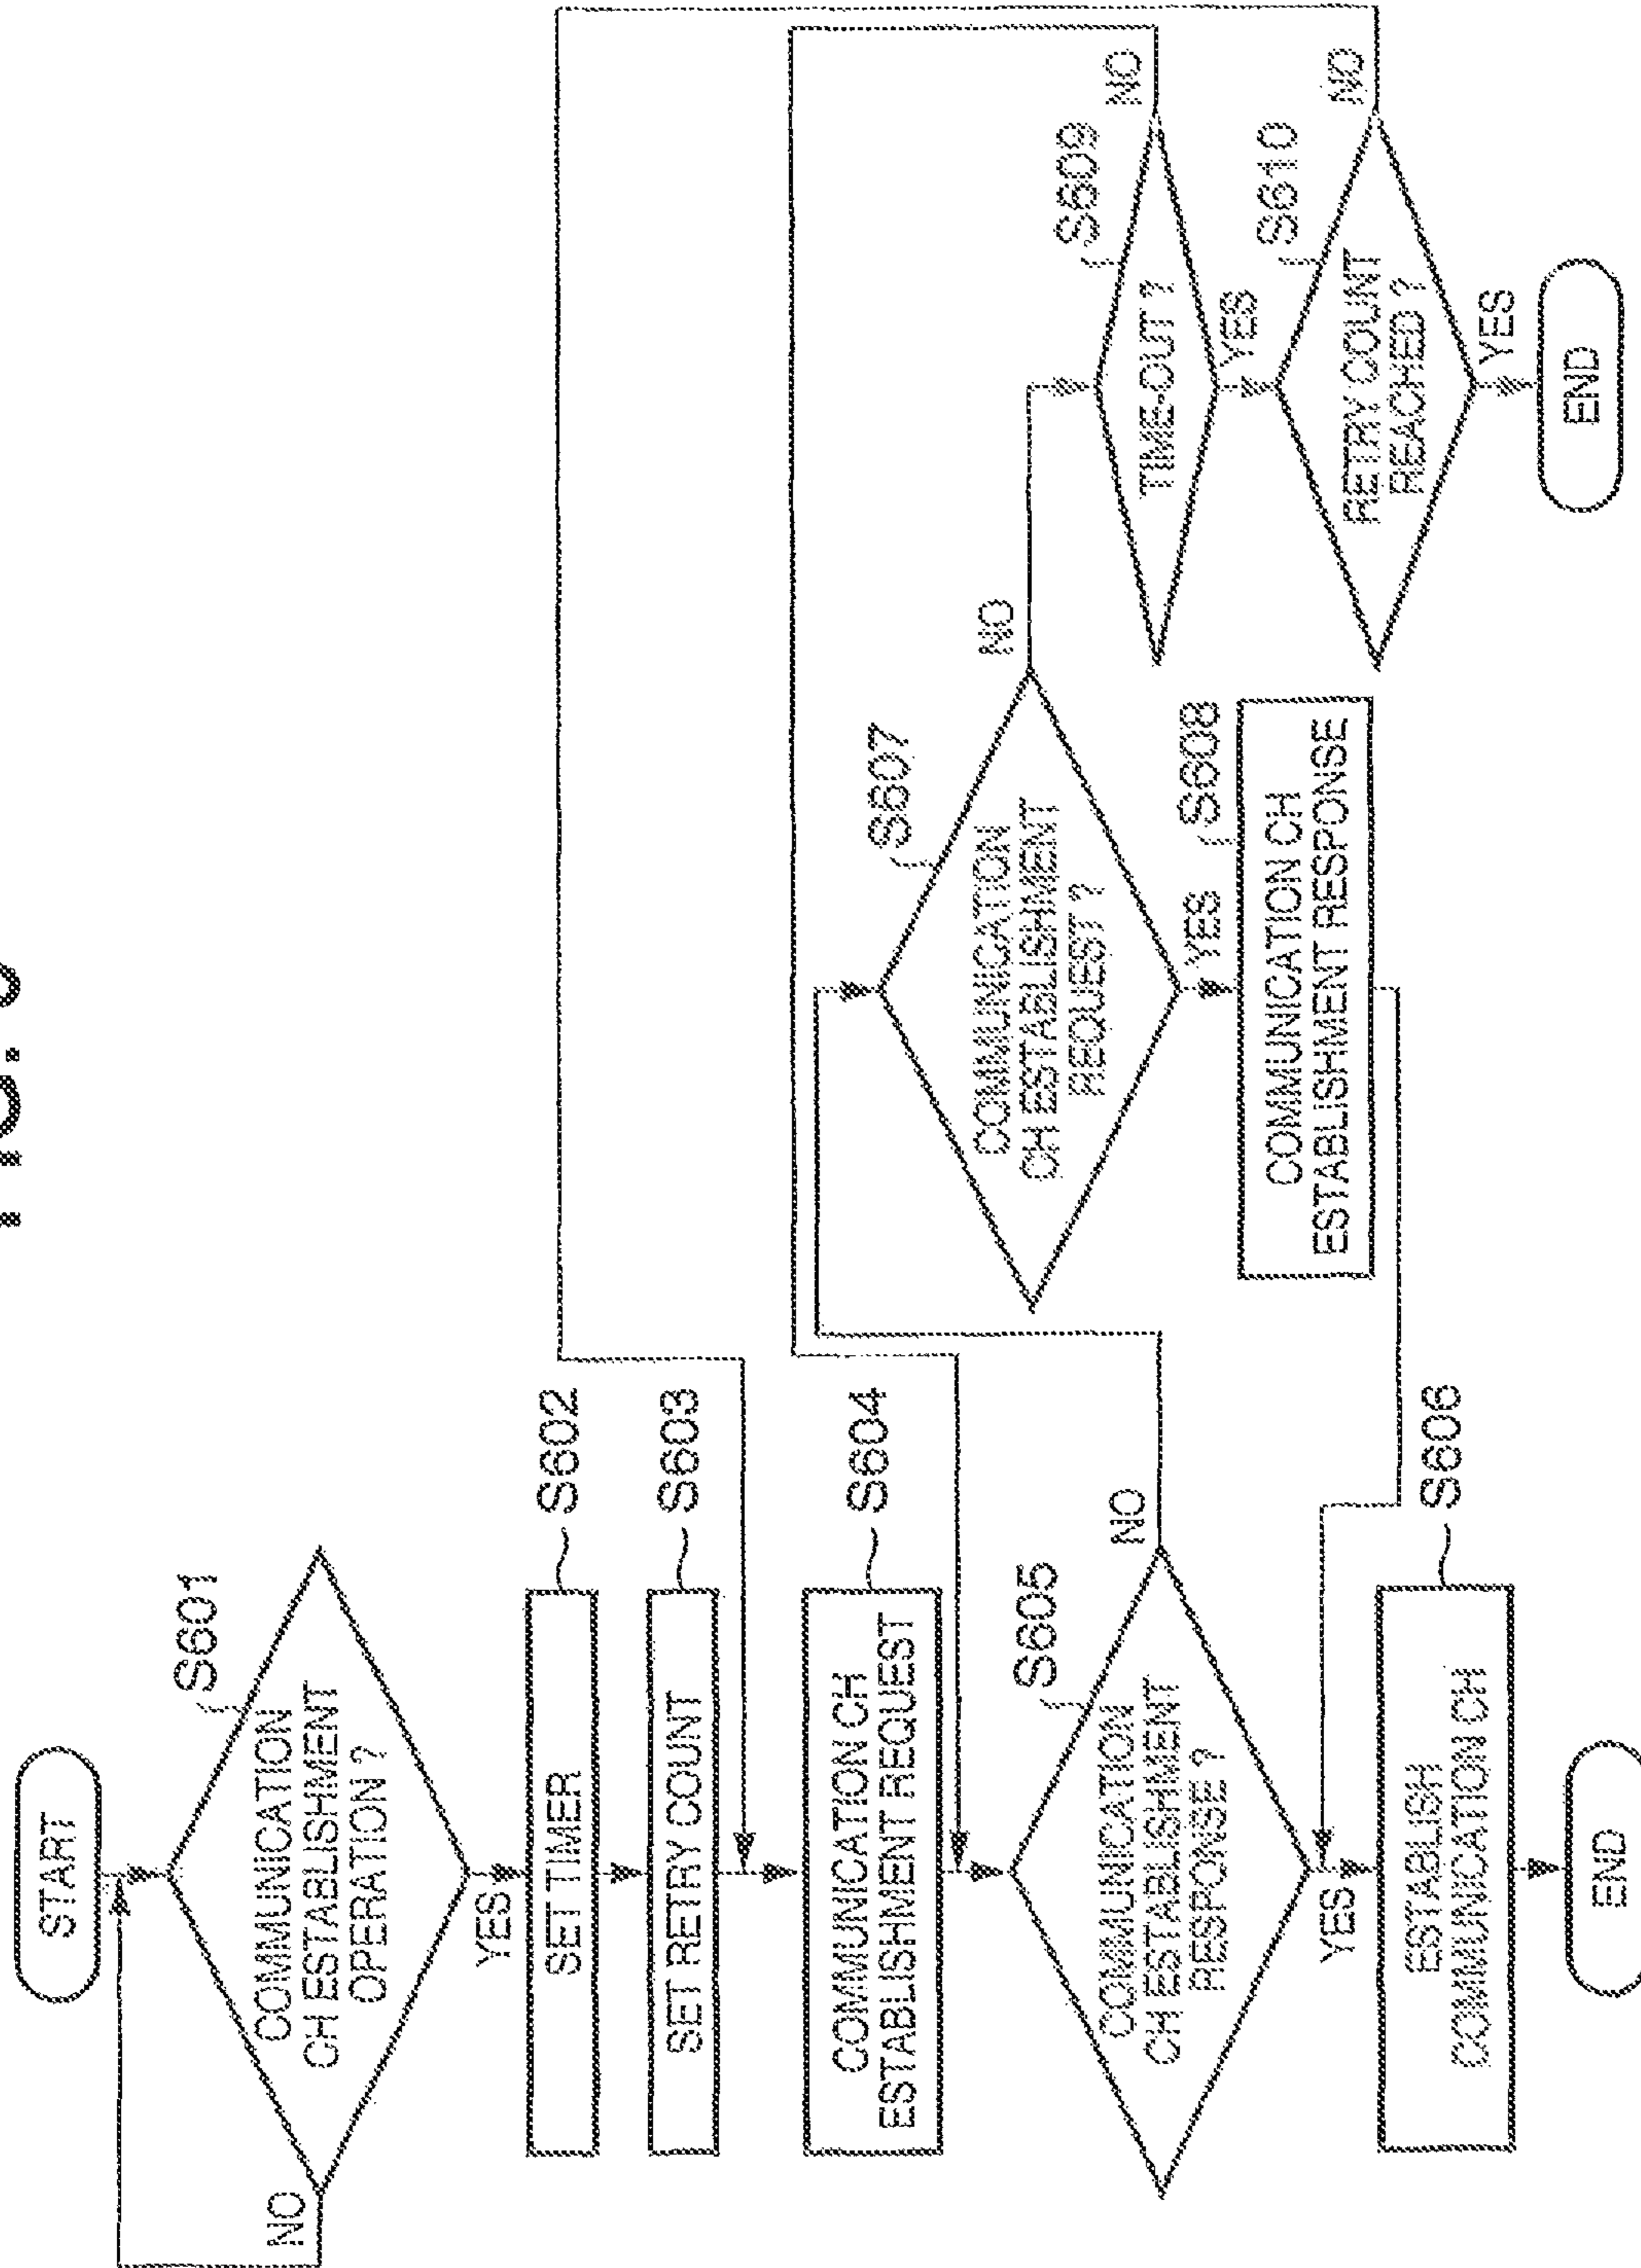 START
S601
COMMUNICATION
CH ESTABLISHMENT
OPERATION ?
NO
YES
SET TIMER
S602
SET RETRY COUNT
S603
COMMUNICATION CH
ESTABLISHMENT REQUEST
S604
S605
COMMUNICATION
CH ESTABLISHMENT
RESPONSE ?
NO
YES
ESTABLISH
COMMUNICATION CH
S606
END
S607
COMMUNICATION
CH ESTABLISHMENT
REQUEST ?
NO
YES
S608
COMMUNICATION CH
ESTABLISHMENT RESPONSE
S609
TIME-OUT ?
NO
YES
S610
RETRY COUNT
REACHED ?
NO
YES
END